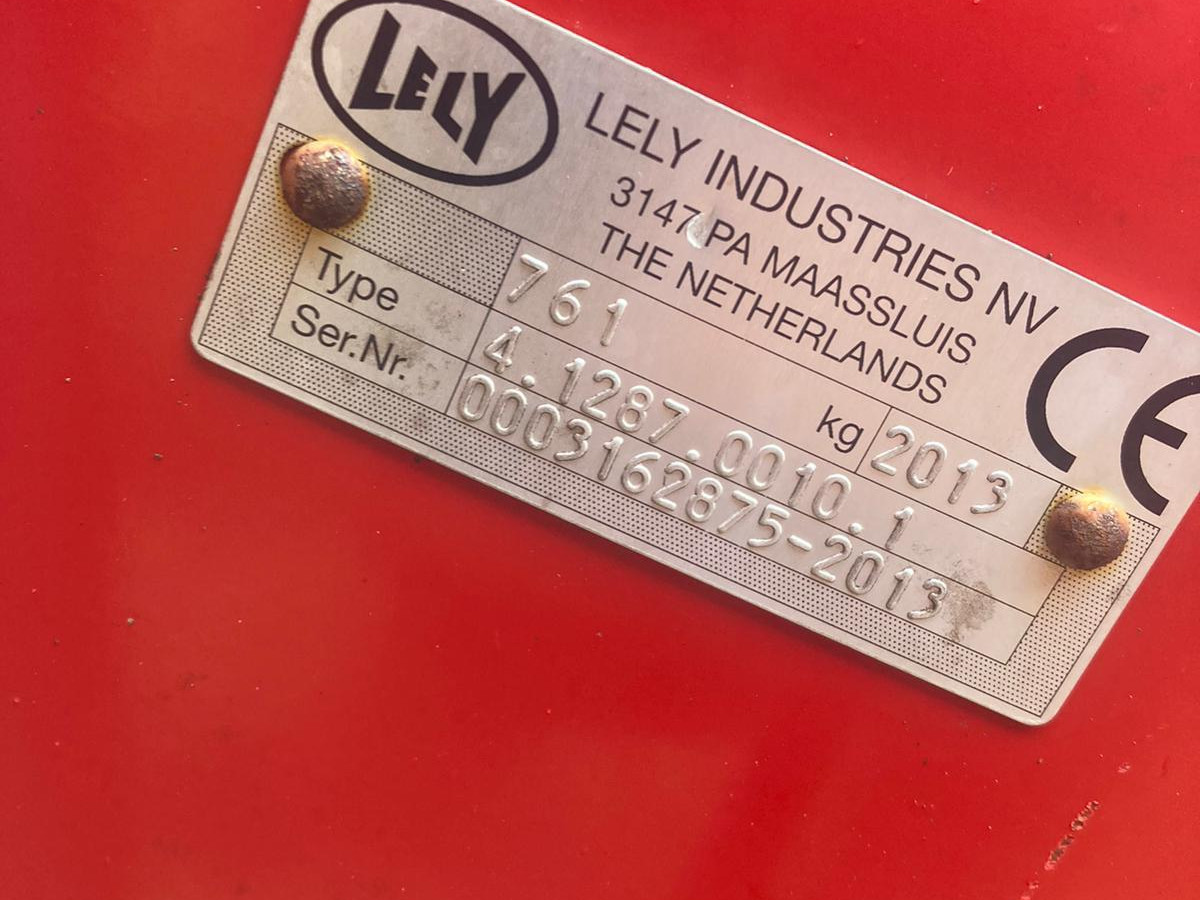 LELY
LELY INDUSTRIES NV
3147 PA MAASSLUIS
THE NETHERLANDS
CE
761 kg 2013
Type 4.1287.0010.1
Ser.Nr. 0003162875-2013